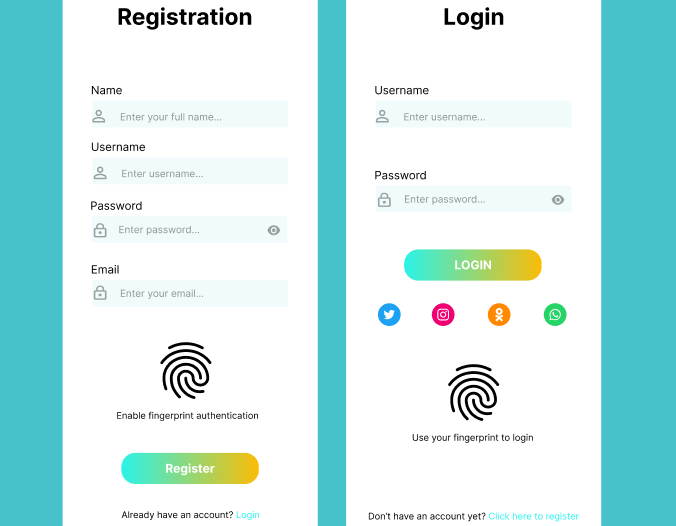 Registration
Name
Enter your full name...
Username
Enter username...
Password
Enter password...
Email
Enter your email...
Enable fingerprint authentication
Register
Already have an account? Login
Login
Username
Enter username...
Password
Enter password...
LOGIN
Use your fingerprint to login
Don't have an account yet? Click here to register